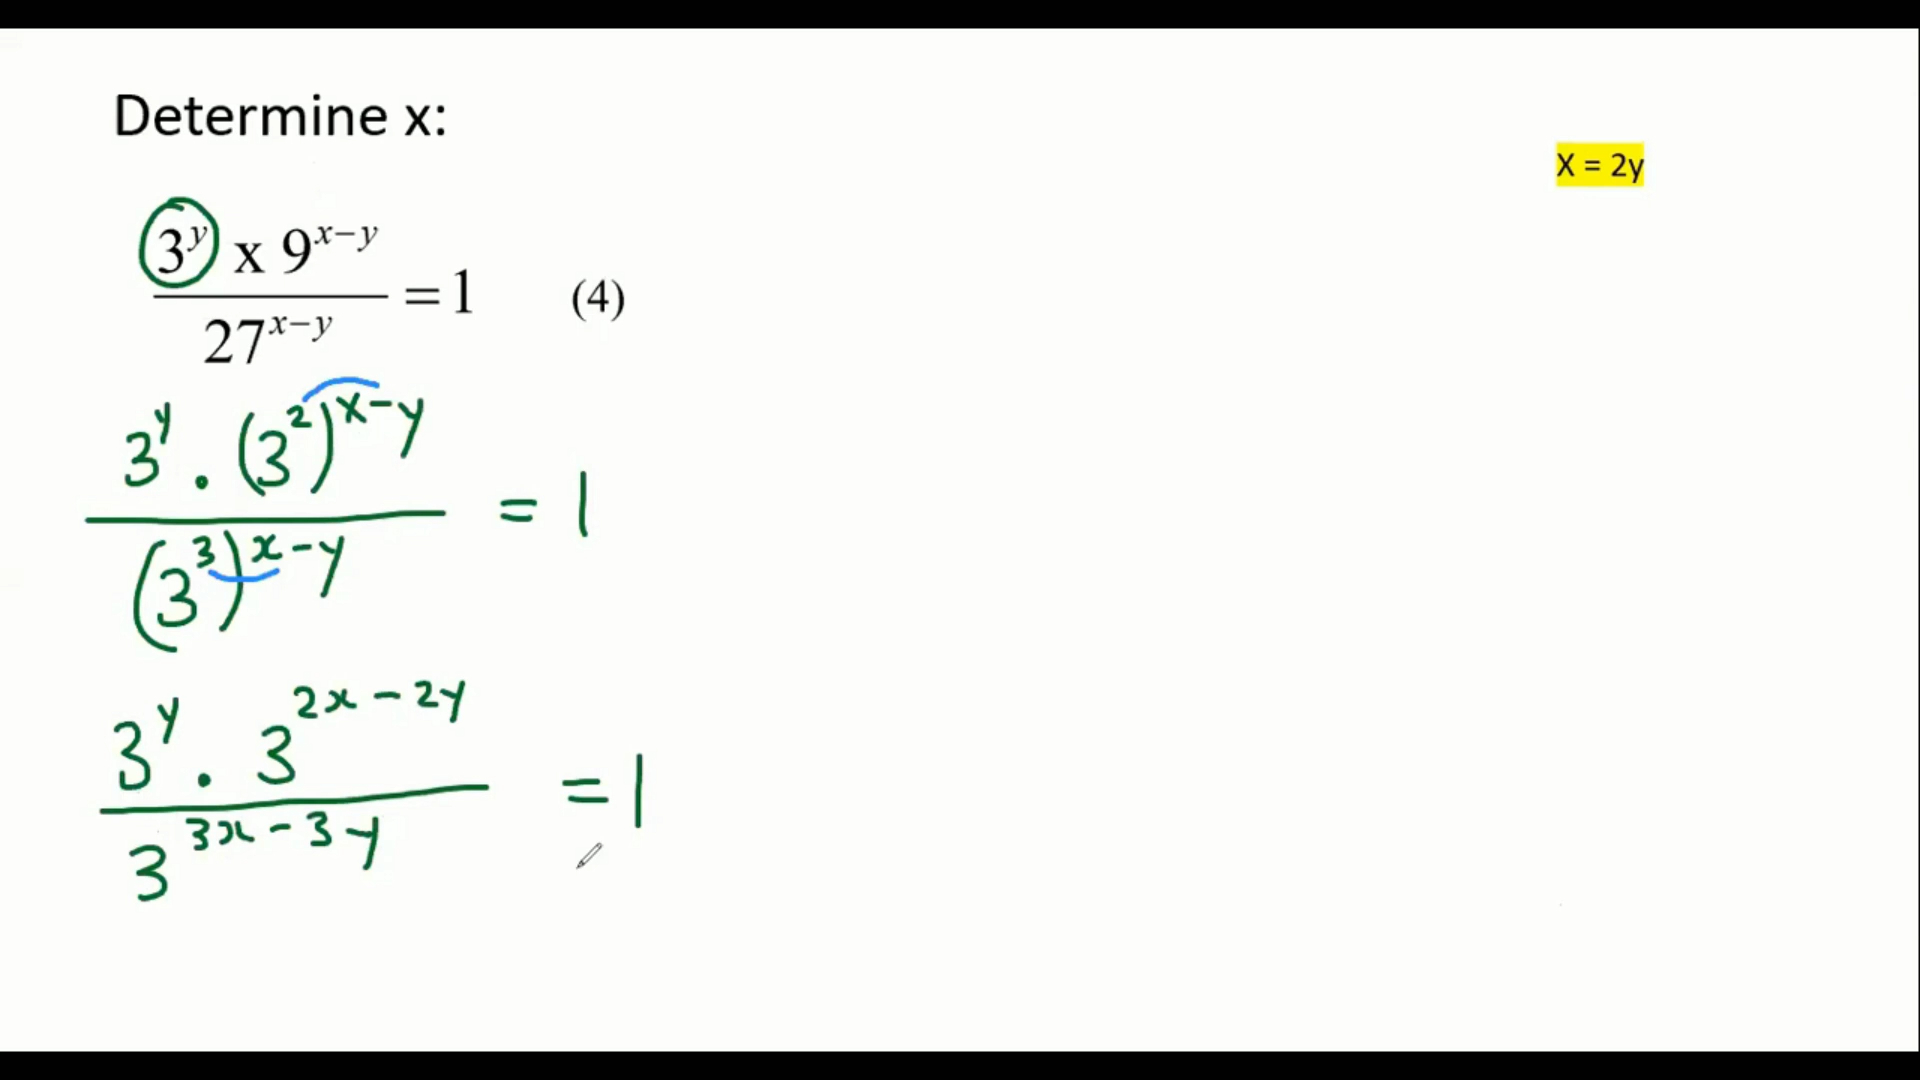 Determine x:
X = 2y
3^y x 9^{x−y}
27^{x−y}
= 1
(4)
3^y . (3^2)^{x-y}
(3^3)^{x-y}
= 1
3^y . 3^{2x-2y}
3^{3x-3y}
= 1